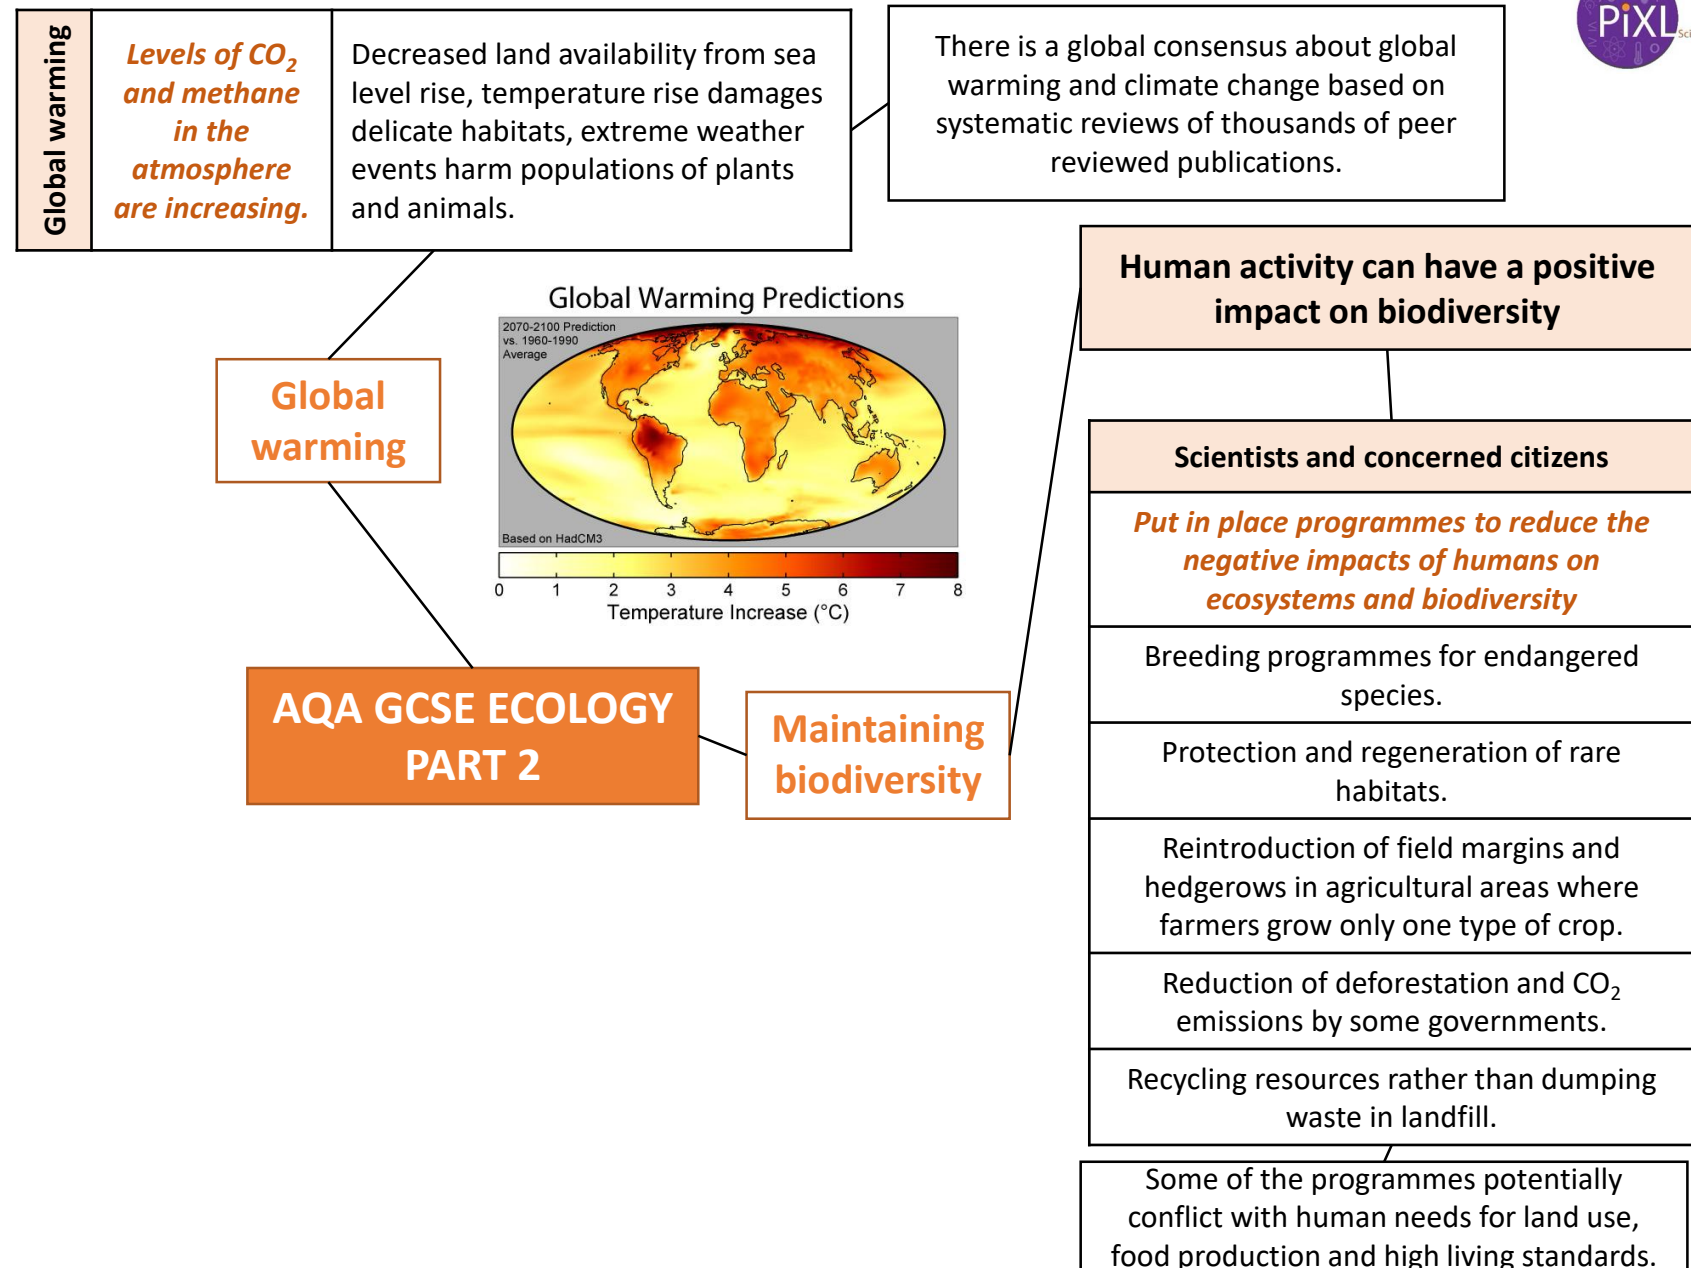 Global warming
Levels of CO2
and methane
in the
atmosphere
are increasing.
Decreased land availability from sea
level rise, temperature rise damages
delicate habitats, extreme weather
events harm populations of plants
and animals.
There is a global consensus about global
warming and climate change based on
systematic reviews of thousands of peer
reviewed publications.
PiXL
Sci
Global Warming Predictions
2070-2100 Prediction
vs. 1960-1990
Average
Based on HadCM3
0 1 2 3 4 5 6 7 8
Temperature Increase (°C)
Global
warming
AQA GCSE ECOLOGY
PART 2
Maintaining
biodiversity
Human activity can have a positive
impact on biodiversity
Scientists and concerned citizens
Put in place programmes to reduce the
negative impacts of humans on
ecosystems and biodiversity
Breeding programmes for endangered
species.
Protection and regeneration of rare
habitats.
Reintroduction of field margins and
hedgerows in agricultural areas where
farmers grow only one type of crop.
Reduction of deforestation and CO2
emissions by some governments.
Recycling resources rather than dumping
waste in landfill.
Some of the programmes potentially
conflict with human needs for land use,
food production and high living standards.